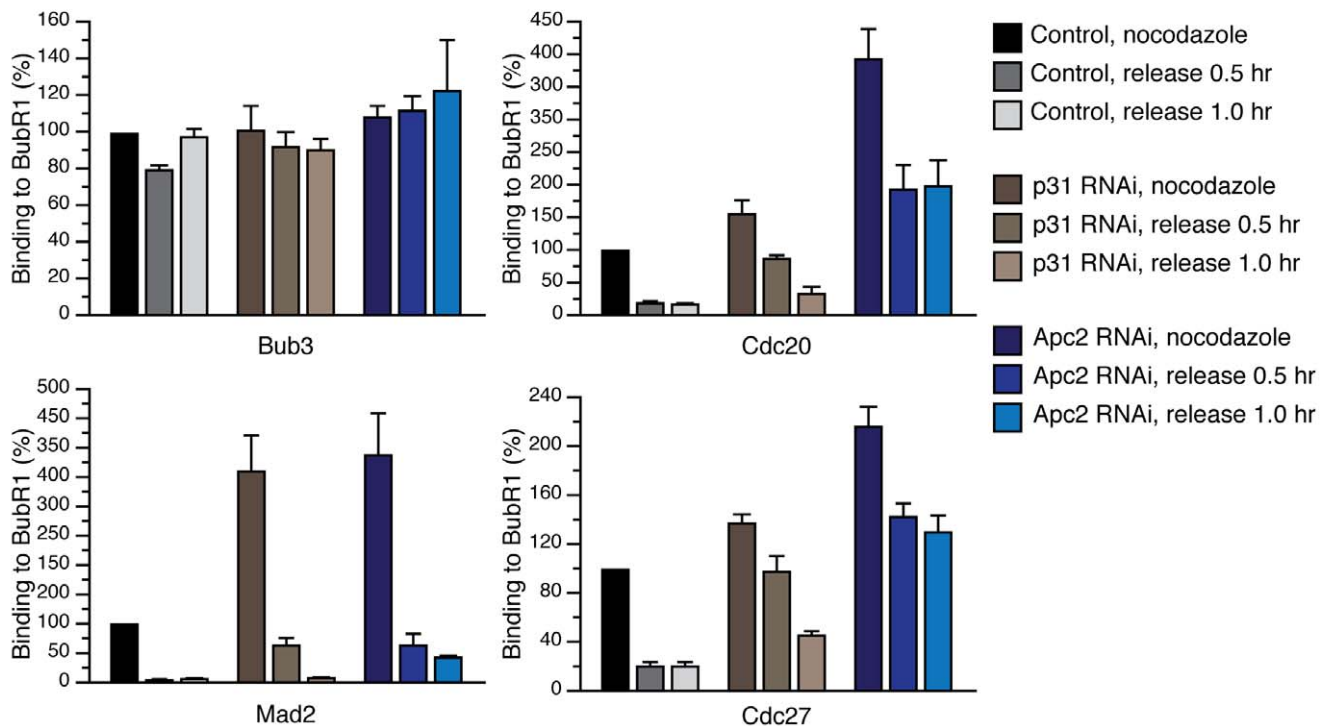 160
140
120
100
80
60
40
20
0
Binding to BubR1 (%)
Bub3
450
400
350
300
250
200
150
100
50
0
Binding to BubR1 (%)
Cdc20
Control, nocodazole
Control, release 0.5 hr
Control, release 1.0 hr
p31 RNAi, nocodazole
p31 RNAi, release 0.5 hr
p31 RNAi, release 1.0 hr
Apc2 RNAi, nocodazole
Apc2 RNAi, release 0.5 hr
Apc2 RNAi, release 1.0 hr
500
450
400
350
300
250
200
150
100
50
0
Binding to BubR1 (%)
Mad2
240
200
160
120
80
40
0
Binding to BubR1 (%)
Cdc27